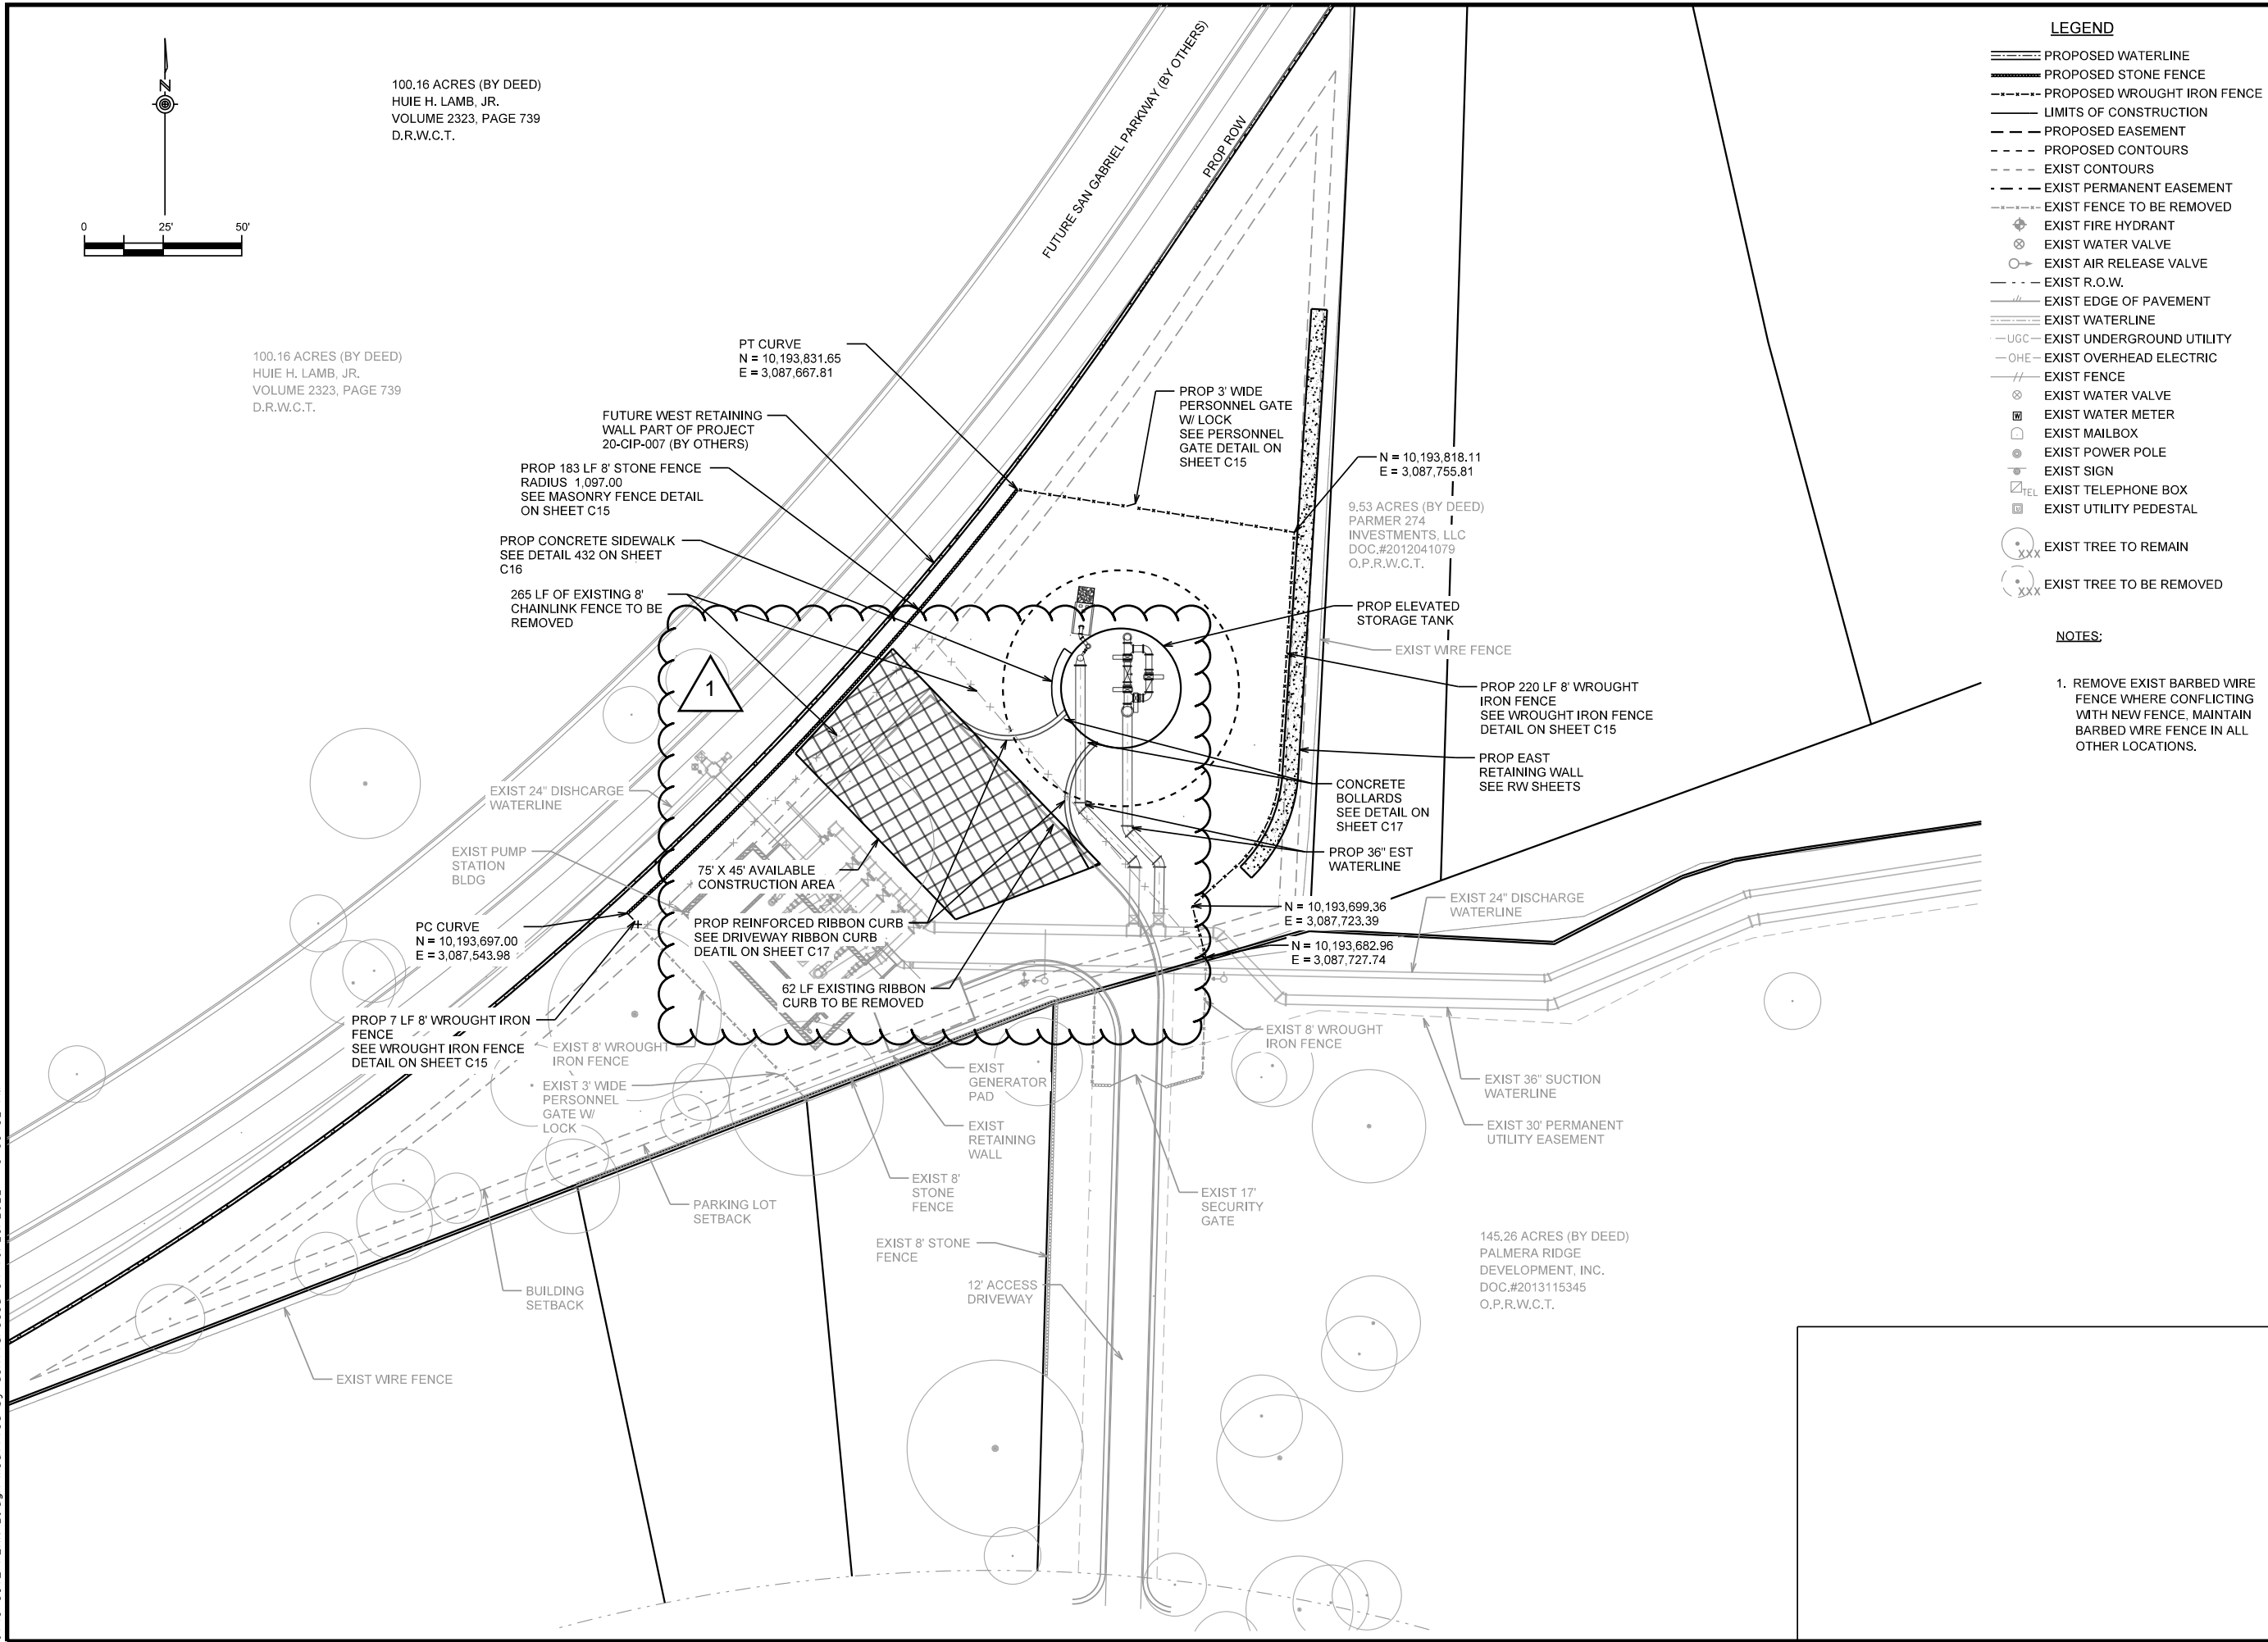 N
0
25'
50'
100.16 ACRES (BY DEED)
HUIE H. LAMB, JR.
VOLUME 2323, PAGE 739
D.R.W.C.T.
100.16 ACRES (BY DEED)
HUIE H. LAMB, JR.
VOLUME 2323, PAGE 739
D.R.W.C.T.
FUTURE SAN GABRIEL PARKWAY (BY OTHERS)
PROP ROW
PT CURVE
N = 10,193,831.65
E = 3,087,667.81
FUTURE WEST RETAINING
WALL PART OF PROJECT
20-CIP-007 (BY OTHERS)
PROP 183 LF 8' STONE FENCE
RADIUS 1,097.00
SEE MASONRY FENCE DETAIL
ON SHEET C15
PROP CONCRETE SIDEWALK
SEE DETAIL 432 ON SHEET
C16
265 LF OF EXISTING 8'
CHAINLINK FENCE TO BE
REMOVED
1
PROP 3' WIDE
PERSONNEL GATE
W/ LOCK
SEE PERSONNEL
GATE DETAIL ON
SHEET C15
N = 10,193,818.11
E = 3,087,755.81
9.53 ACRES (BY DEED)
PARMER 274
INVESTMENTS, LLC
DOC.#2012041079
O.P.R.W.C.T.
PROP ELEVATED
STORAGE TANK
EXIST WIRE FENCE
PROP 220 LF 8' WROUGHT
IRON FENCE
SEE WROUGHT IRON FENCE
DETAIL ON SHEET C15
PROP EAST
RETAINING WALL
SEE RW SHEETS
CONCRETE
BOLLARDS
SEE DETAIL ON
SHEET C17
PROP 36" EST
WATERLINE
EXIST 24" DISHCARGE
WATERLINE
EXIST PUMP
STATION
BLDG
75' X 45' AVAILABLE
CONSTRUCTION AREA
PC CURVE
N = 10,193,697.00
E = 3,087,543.98
PROP REINFORCED RIBBON CURB
SEE DRIVEWAY RIBBON CURB
DEATIL ON SHEET C17
N = 10,193,699.36
E = 3,087,723.39
N = 10,193,682.96
E = 3,087,727.74
EXIST 24" DISCHARGE
WATERLINE
62 LF EXISTING RIBBON
CURB TO BE REMOVED
PROP 7 LF 8' WROUGHT IRON
FENCE
SEE WROUGHT IRON FENCE
DETAIL ON SHEET C15
EXIST 8' WROUGHT
IRON FENCE
EXIST 3' WIDE
PERSONNEL
GATE W/
LOCK
EXIST
GENERATOR
PAD
EXIST
RETAINING
WALL
EXIST 8' WROUGHT
IRON FENCE
EXIST 36" SUCTION
WATERLINE
EXIST 30' PERMANENT
UTILITY EASEMENT
EXIST 8'
STONE
FENCE
PARKING LOT
SETBACK
EXIST 17'
SECURITY
GATE
EXIST 8' STONE
FENCE
12' ACCESS
DRIVEWAY
BUILDING
SETBACK
EXIST WIRE FENCE
145.26 ACRES (BY DEED)
PALMERA RIDGE
DEVELOPMENT, INC.
DOC.#2013115345
O.P.R.W.C.T.
LEGEND
PROPOSED WATERLINE
PROPOSED STONE FENCE
PROPOSED WROUGHT IRON FENCE
LIMITS OF CONSTRUCTION
PROPOSED EASEMENT
PROPOSED CONTOURS
EXIST CONTOURS
EXIST PERMANENT EASEMENT
EXIST FENCE TO BE REMOVED
EXIST FIRE HYDRANT
EXIST WATER VALVE
EXIST AIR RELEASE VALVE
EXIST R.O.W.
EXIST EDGE OF PAVEMENT
EXIST WATERLINE
UGC EXIST UNDERGROUND UTILITY
OHE EXIST OVERHEAD ELECTRIC
EXIST FENCE
EXIST WATER VALVE
W EXIST WATER METER
EXIST MAILBOX
EXIST POWER POLE
EXIST SIGN
TEL EXIST TELEPHONE BOX
EXIST UTILITY PEDESTAL
XXX EXIST TREE TO REMAIN
XXX EXIST TREE TO BE REMOVED
NOTES:
1. REMOVE EXIST BARBED WIRE
FENCE WHERE CONFLICTING
WITH NEW FENCE, MAINTAIN
BARBED WIRE FENCE IN ALL
OTHER LOCATIONS.